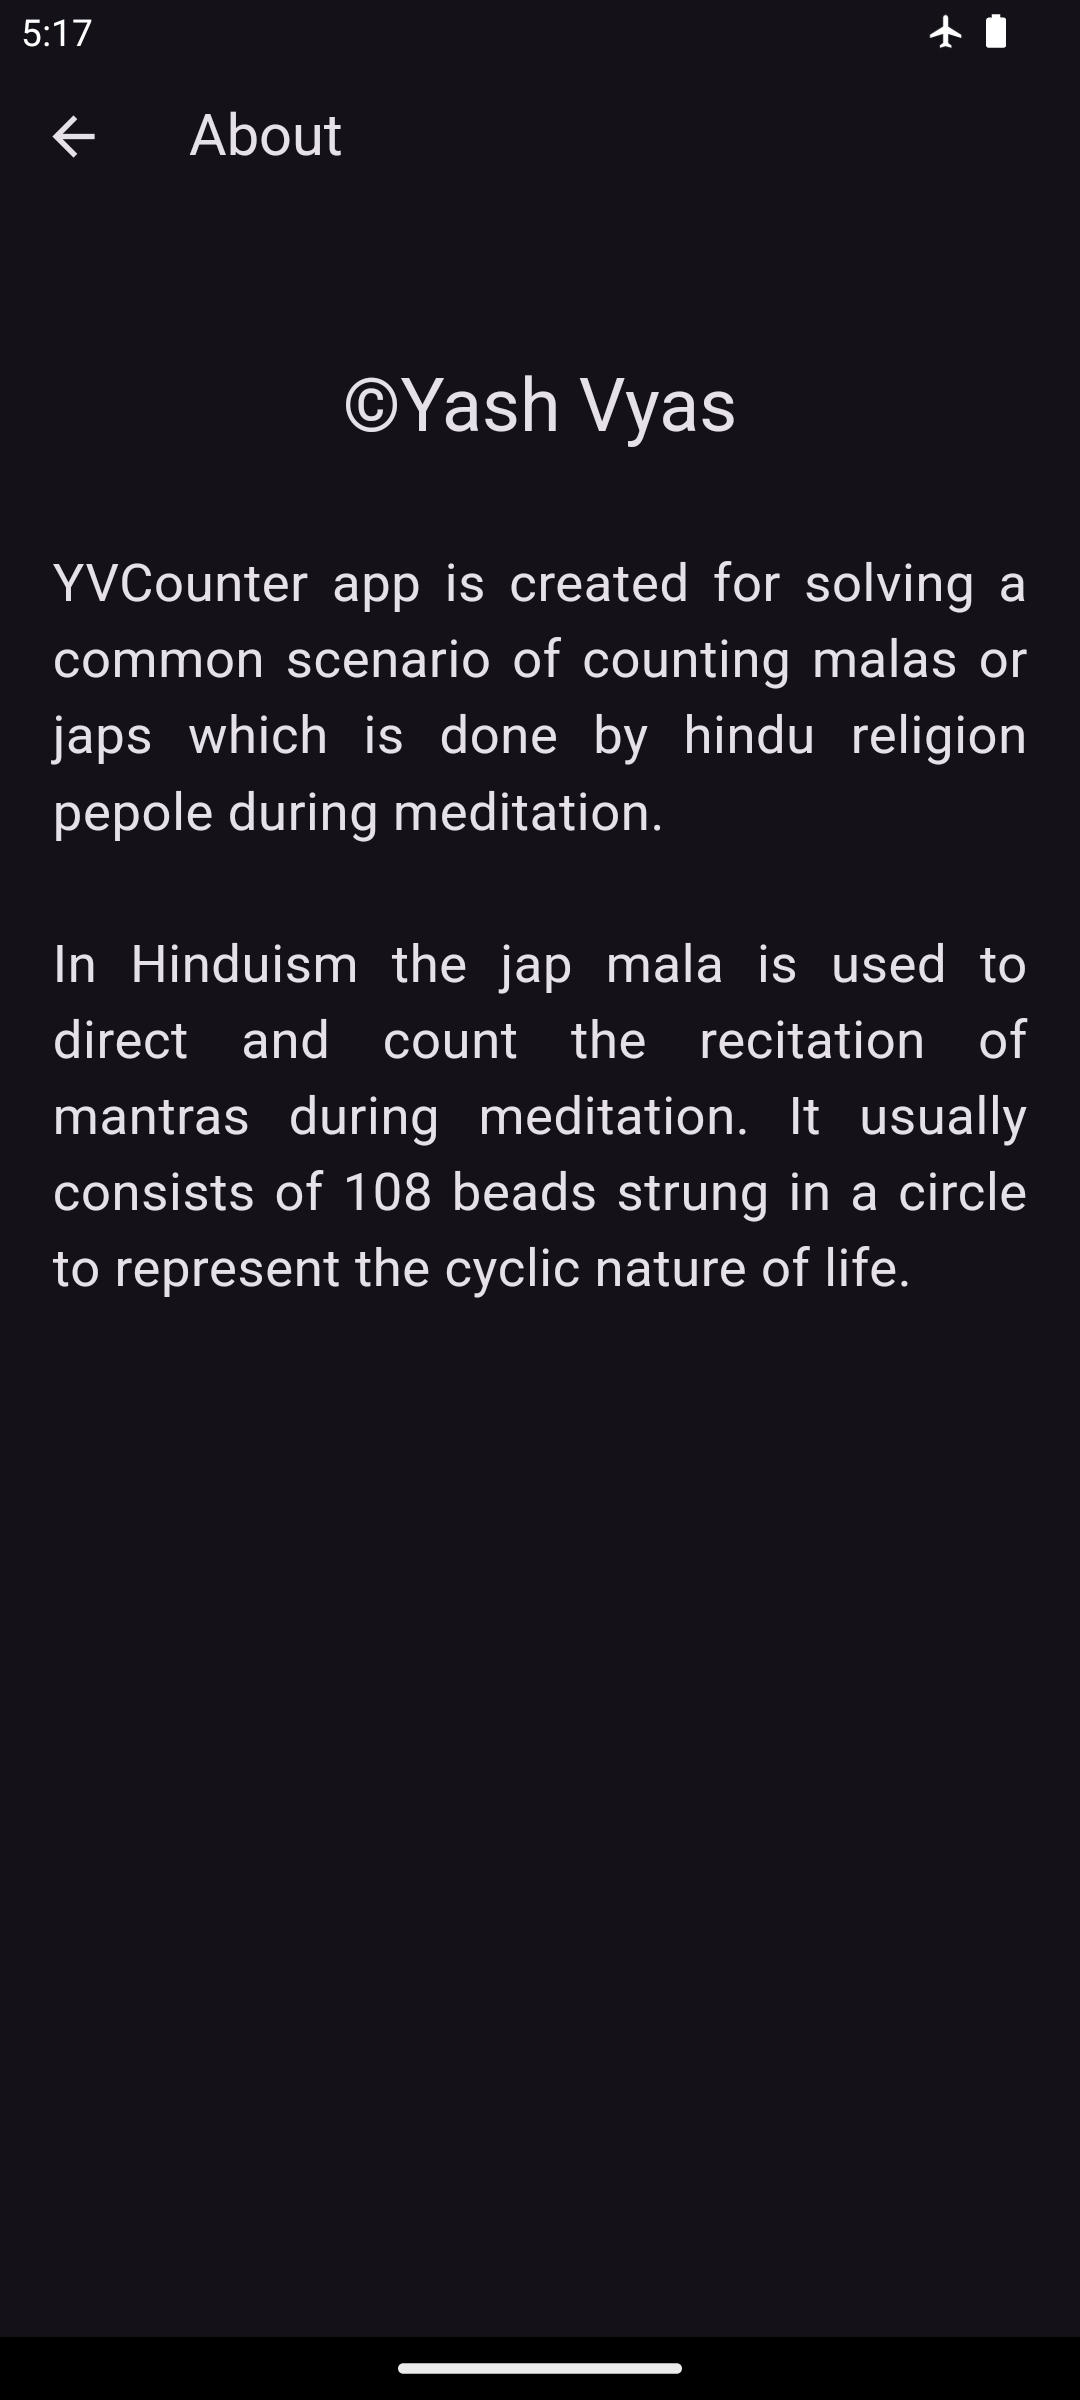 5:17
About
©Yash Vyas
YVCounter app is created for solving a
common scenario of counting malas or
japs which is done by hindu religion
pepole during meditation.
In Hinduism the jap mala is used to
direct and count the recitation of
mantras during meditation. It usually
consists of 108 beads strung in a circle
to represent the cyclic nature of life.